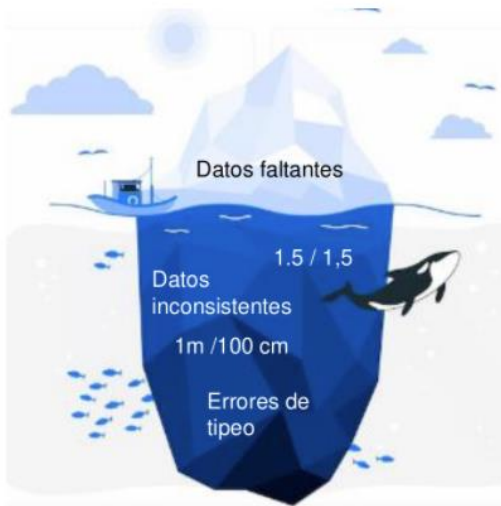 Datos faltantes
1.5 / 1,5
Datos
inconsistentes
1m /100 cm
Errores de
tipeo